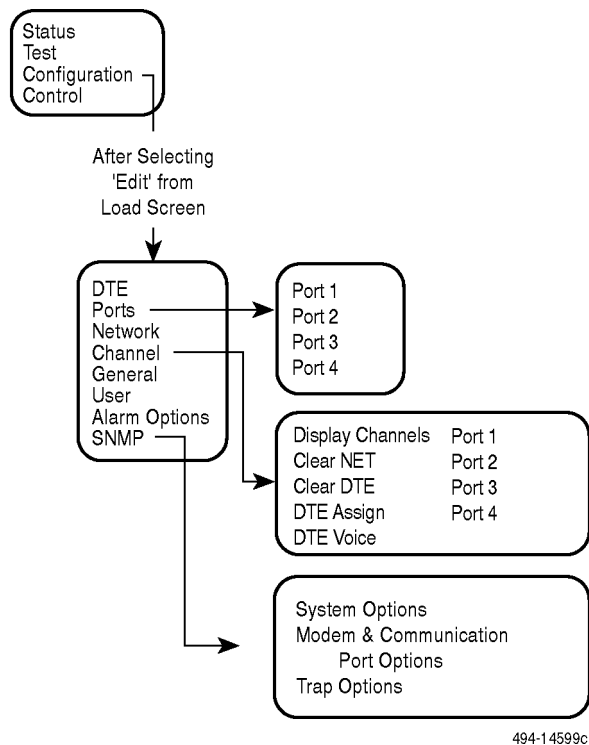 Status
Test
Configuration
Control
After Selecting
'Edit' from
Load Screen
DTE
Ports
Network
Channel
General
User
Alarm Options
SNMP
Port 1
Port 2
Port 3
Port 4
Display Channels Port 1
Clear NET Port 2
Clear DTE Port 3
DTE Assign Port 4
DTE Voice
System Options
Modem & Communication
Port Options
Trap Options
494-14599c